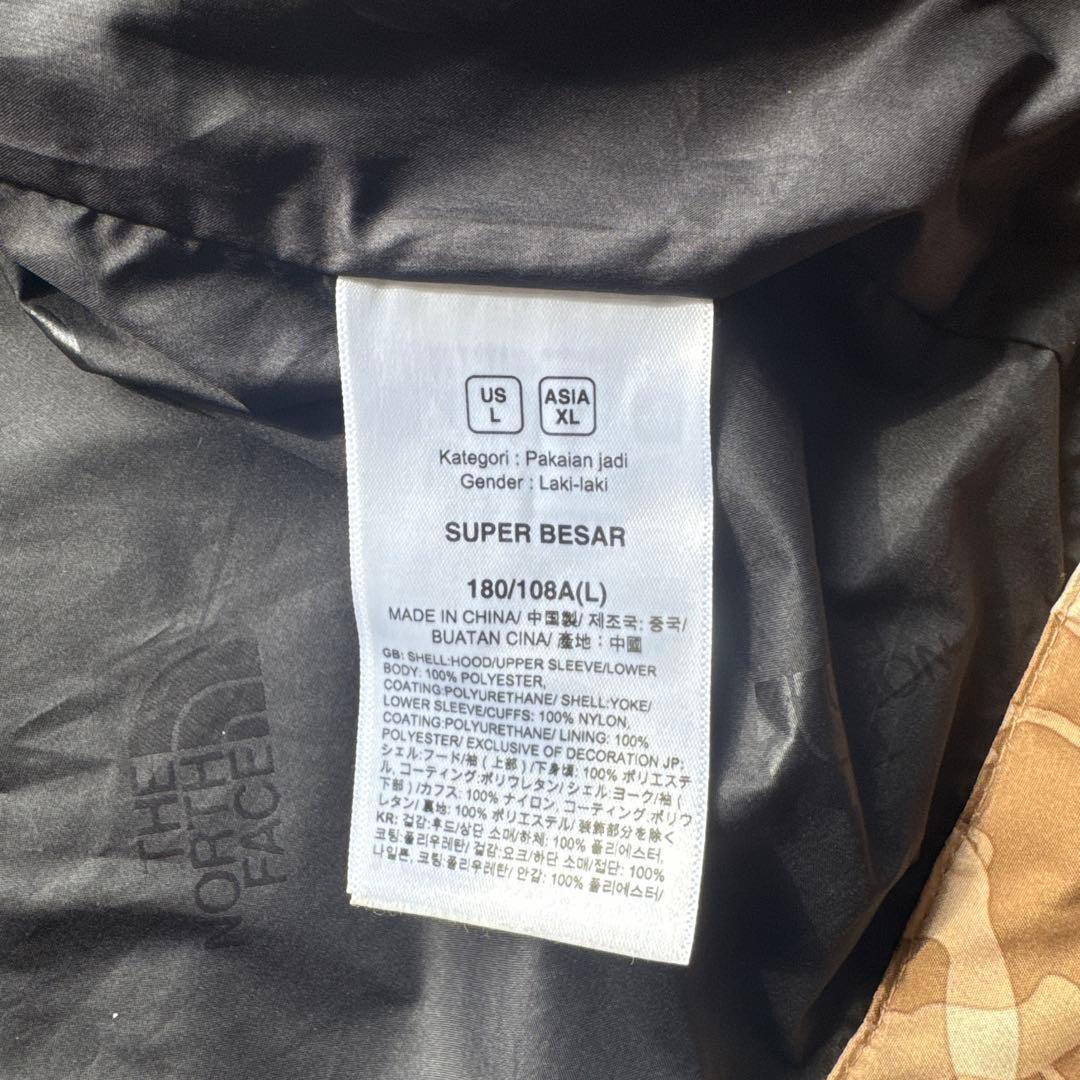 US
L
ASIA
XL
Kategori : Pakaian jadi
Gender : Laki-laki
SUPER BESAR
180/108A(L)
MADE IN CHINA/ 中国製/ 제조국: 중국/
BUATAN CINA/ 產地：中國
GB: SHELL:HOOD/UPPER SLEEVE/LOWER
BODY: 100% POLYESTER,
COATING:POLYURETHANE/ SHELL:YOKE/
LOWER SLEEVE/CUFFS: 100% NYLON,
COATING:POLYURETHANE/ LINING: 100%
POLYESTER/ EXCLUSIVE OF DECORATION JP:
シェル:フード/袖 ( 上部 ) /下身頃: 100% ポリエステ
ル, コーティング:ポリウレタン/ シェル:ヨーク/袖 (
下部 ) /カフス: 100% ナイロン, コーティング:ポリウ
レタン/ 裏地: 100% ポリエステル/ 装飾部分を除く
KR: 겉감:후드/상단 소매/하체: 100% 폴리에스터,
코팅:폴리우레탄/ 겉감:요크/하단 소매/절단: 100%
나일론, 코팅:폴리우레탄/ 안감: 100% 폴리에스터/
THE
NORTH
FACE